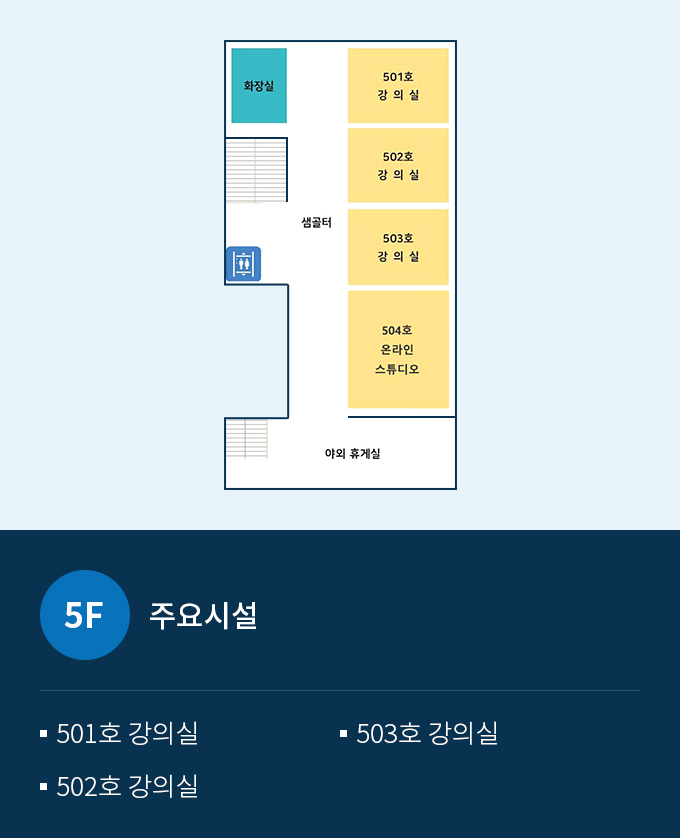 화장실
501호
강 의 실
502호
강 의 실
샘골터
503호
강 의 실
504호
온라인
스튜디오
야외 휴게실
5F 주요시설
501호 강의실
503호 강의실
502호 강의실